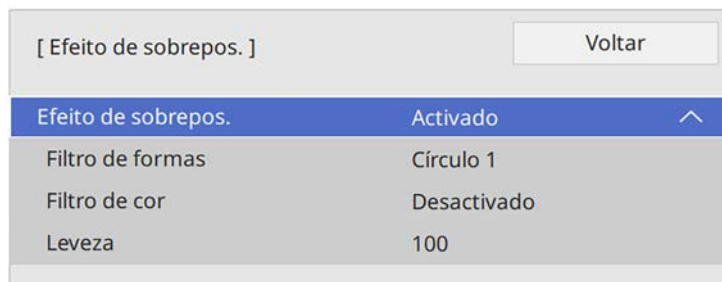 [ Efeito de sobrepos. ] Voltar
Efeito de sobrepos. Activado
Filtro de formas Círculo 1
Filtro de cor Desactivado
Leveza 100